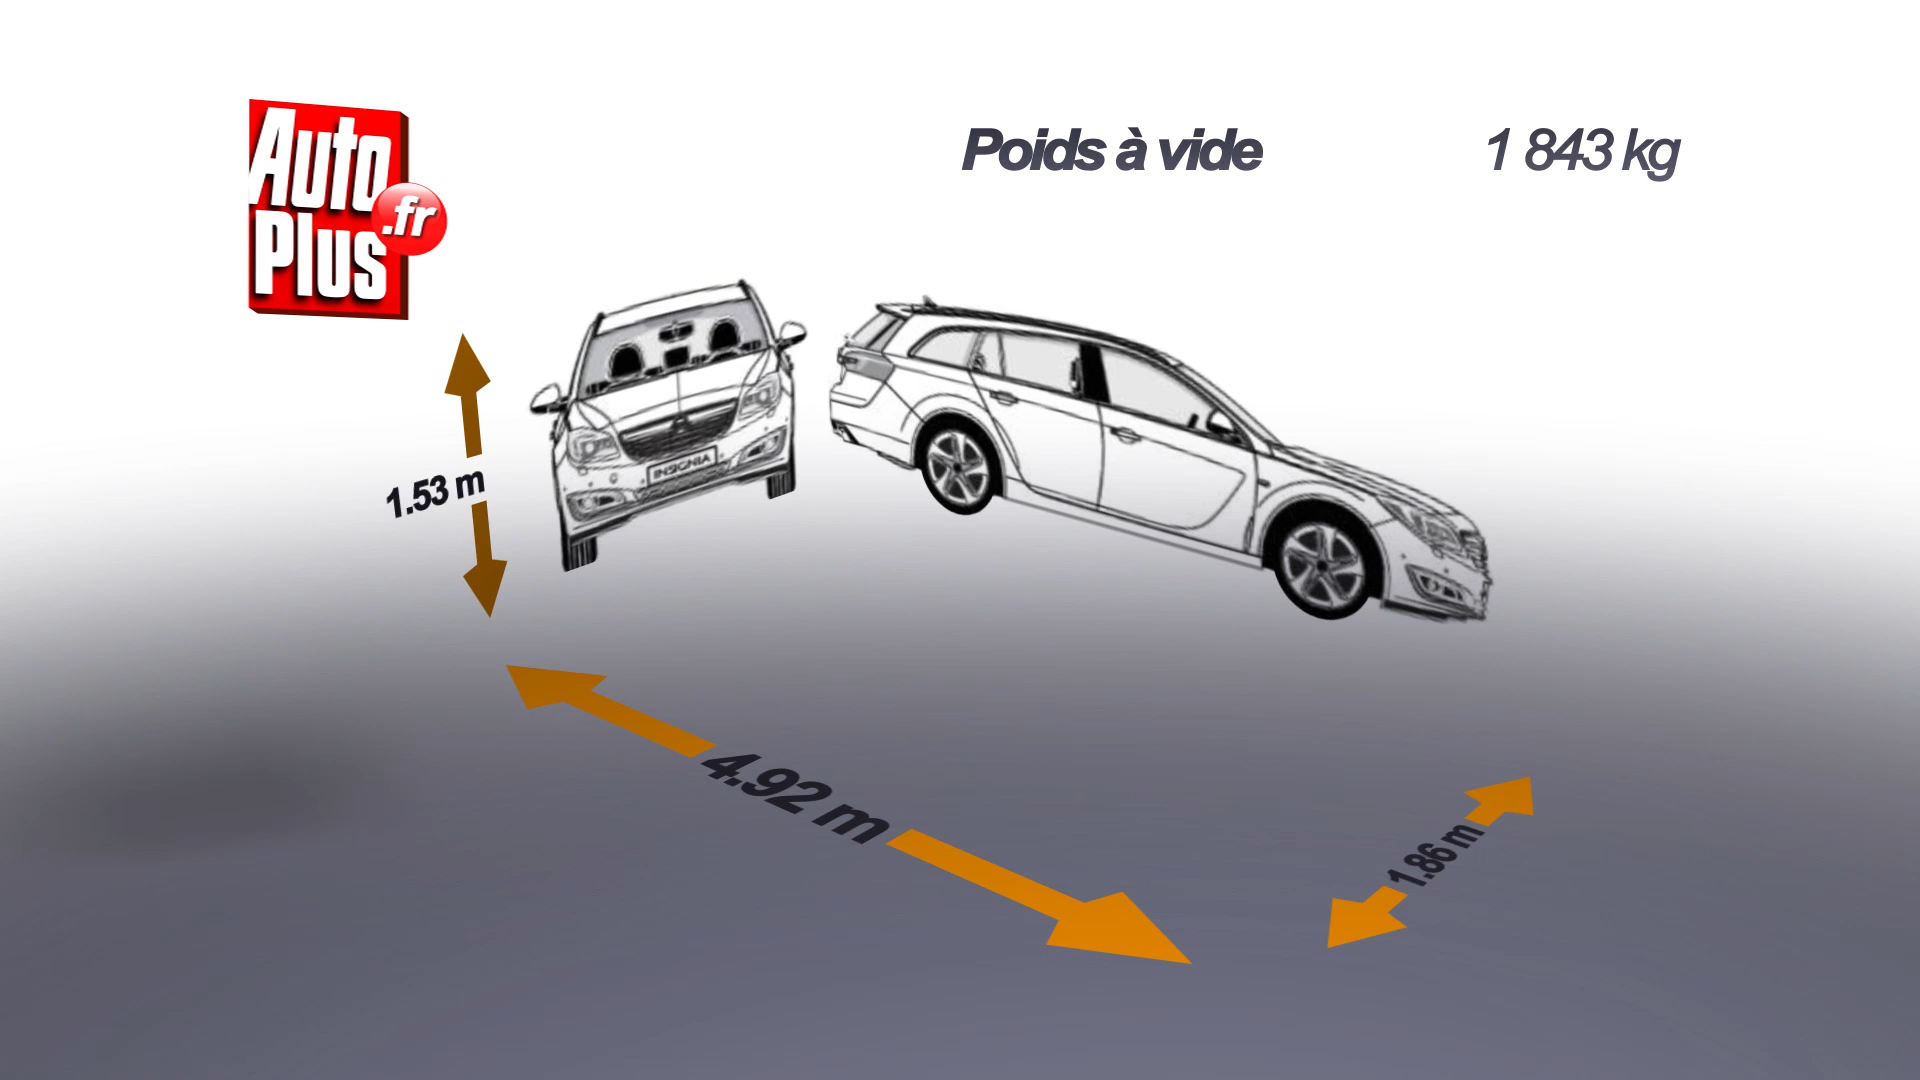 Auto
Plus
.fr
Poids à vide 1 843 kg
INSIGNIA
1.53 m
4.92 m
1.86 m